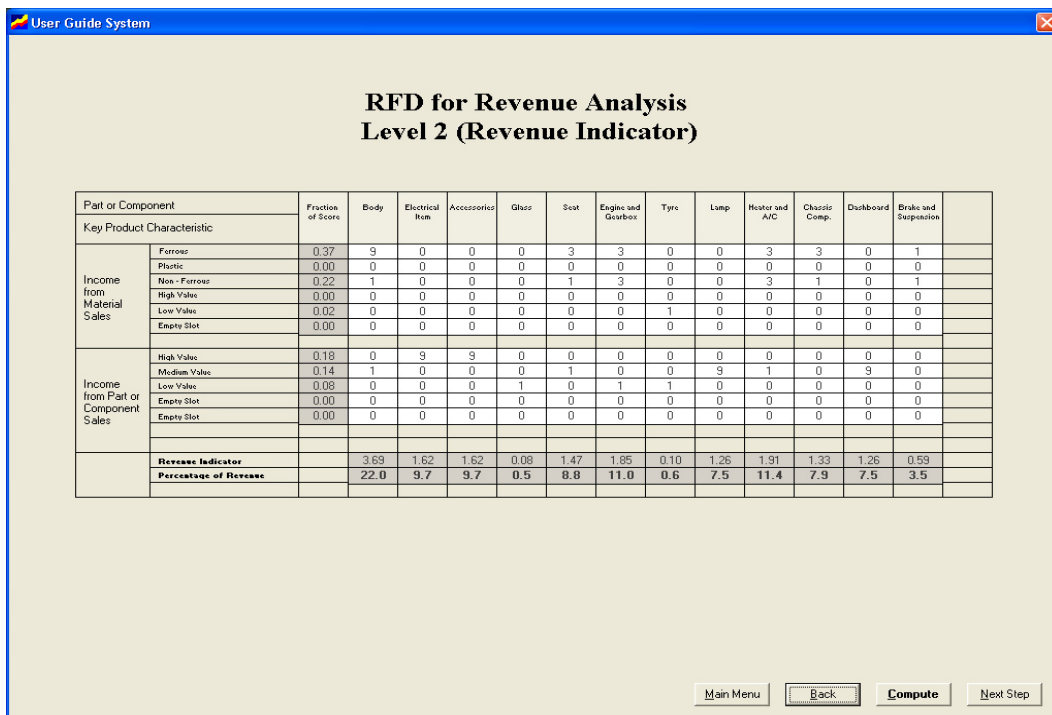 User Guide System
RFD for Revenue Analysis
Level 2 (Revenue Indicator)
Part or Component
Key Product Characteristic
Fraction of Score Body Electrical Item Accessories Glass Seat Engine and Gearbox Tyre Lamp Heater and A/C Chassis Comp. Dashboard Brake and Suspension
Income from Material Sales
Ferrous 0.37 9 0 0 0 3 3 0 0 3 3 0 1
Plastic 0.00 0 0 0 0 0 0 0 0 0 0 0 0
Non - Ferrous 0.22 1 0 0 0 1 3 0 0 3 1 0 1
High Value 0.00 0 0 0 0 0 0 0 0 0 0 0 0
Low Value 0.02 0 0 0 0 0 0 1 0 0 0 0 0
Empty Slot 0.00 0 0 0 0 0 0 0 0 0 0 0 0
Income from Part or Component Sales
High Value 0.18 0 9 9 0 0 0 0 0 0 0 0 0
Medium Value 0.14 1 0 0 0 1 0 0 9 1 0 9 0
Low Value 0.08 0 0 0 1 0 1 1 0 0 0 0 0
Empty Slot 0.00 0 0 0 0 0 0 0 0 0 0 0 0
Empty Slot 0.00 0 0 0 0 0 0 0 0 0 0 0 0
Revenue Indicator 3.69 1.62 1.62 0.08 1.47 1.85 0.10 1.26 1.91 1.33 1.26 0.59
Percentage of Revenue 22.0 9.7 9.7 0.5 8.8 11.0 0.6 7.5 11.4 7.9 7.5 3.5
Main Menu Back Compute Next Step